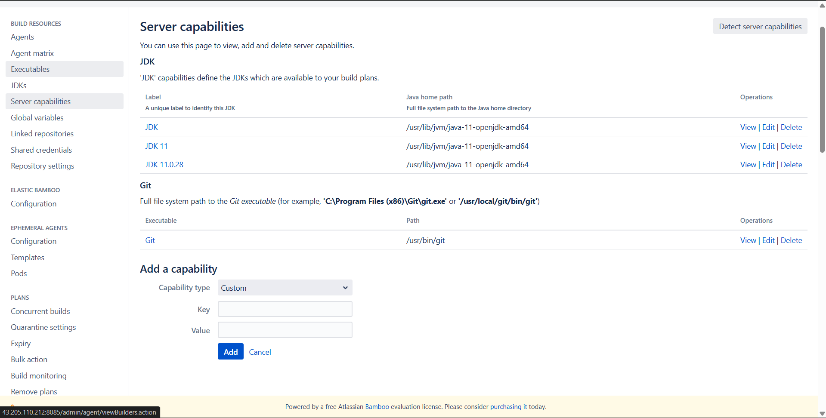 BUILD RESOURCES
Agents
Agent matrix
Executables
JDKs
Server capabilities
Global variables
Linked repositories
Shared credentials
Repository settings
ELASTIC BAMBOO
Configuration
EPHEMERAL AGENTS
Configuration
Templates
Pods
PLANS
Concurrent builds
Quarantine settings
Expiry
Bulk action
Build monitoring
Remove plans
43.205.110.212:8085/admin/agent/viewBuilders.action
Server capabilities
Detect server capabilities
You can use this page to view, add and delete server capabilities.
JDK
'JDK' capabilities define the JDKs which are available to your build plans.
Label Java home path Operations
A unique label to identify this JDK Full file system path to the Java home directory
JDK /usr/lib/jvm/java-11-openjdk-amd64 View | Edit | Delete
JDK 11 /usr/lib/jvm/java-11-openjdk-amd64 View | Edit | Delete
JDK 11.0.28 /usr/lib/jvm/java-11-openjdk-amd64 View | Edit | Delete
Git
Full file system path to the Git executable (for example, 'C:\Program Files (x86)\Git\git.exe' or '/usr/local/git/bin/git')
Executable Path Operations
Git /usr/bin/git View | Edit | Delete
Add a capability
Capability type Custom
Key
Value
Add Cancel
Powered by a free Atlassian Bamboo evaluation license. Please consider purchasing it today.